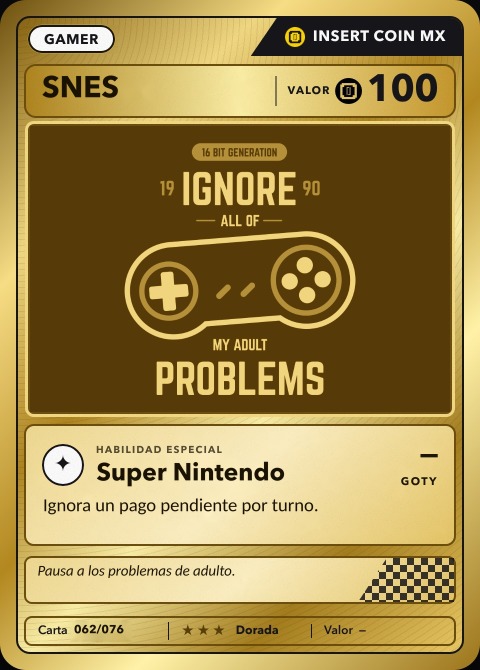 GAMER
INSERT COIN MX
SNES
VALOR 100
16 BIT GENERATION
19 IGNORE 90
ALL OF
MY ADULT
PROBLEMS
HABILIDAD ESPECIAL
Super Nintendo
–
GOTY
Ignora un pago pendiente por turno.
Pausa a los problemas de adulto.
Carta 062/076 ★ ★ ★ Dorada Valor –